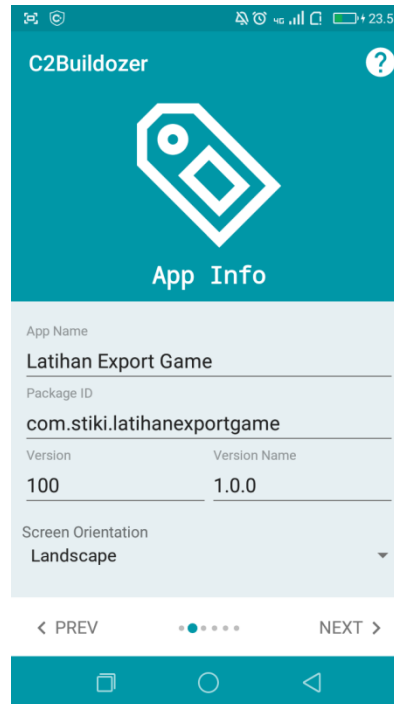 4G 23.5
C2Buildozer ?
App Info
App Name
Latihan Export Game
Package ID
com.stiki.latihanexportgame
Version Version Name
100 1.0.0
Screen Orientation
Landscape
PREV NEXT